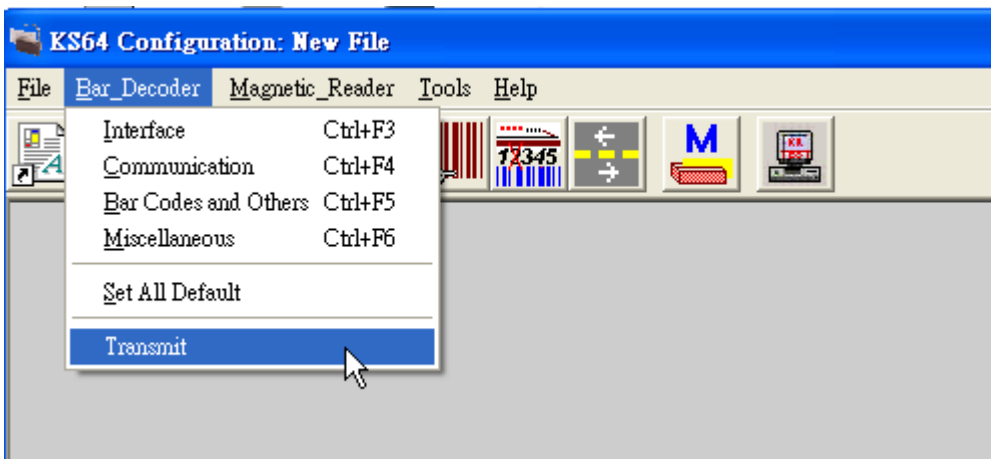 KS64 Configuration: New File
File Bar_Decoder Magnetic_Reader Tools Help
Interface Ctrl+F3
Communication Ctrl+F4
Bar Codes and Others Ctrl+F5
Miscellaneous Ctrl+F6
Set All Default
Transmit
A
12345
M